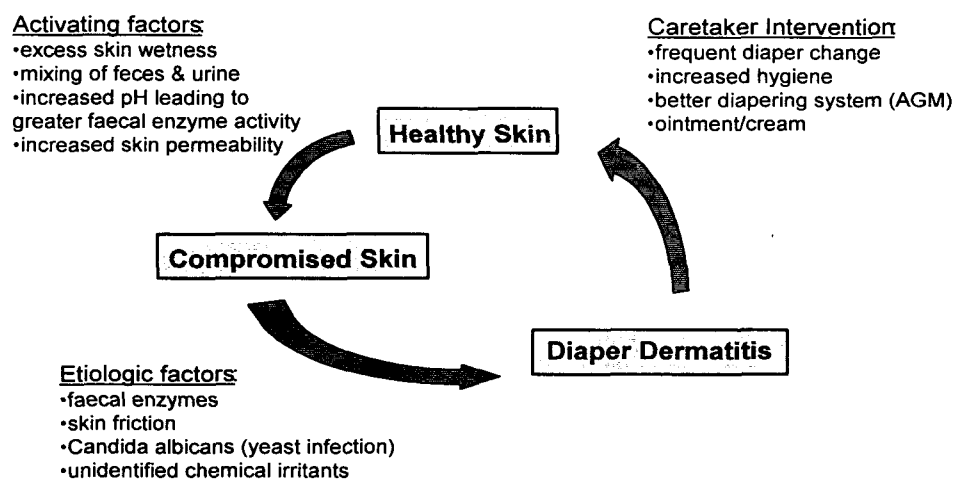 Activating factors:
•excess skin wetness
•mixing of feces & urine
•increased pH leading to
greater faecal enzyme activity
•increased skin permeability
Caretaker Intervention:
•frequent diaper change
•increased hygiene
•better diapering system (AGM)
•ointment/cream
Healthy Skin
Compromised Skin
Diaper Dermatitis
Etiologic factors:
•faecal enzymes
•skin friction
•Candida albicans (yeast infection)
•unidentified chemical irritants